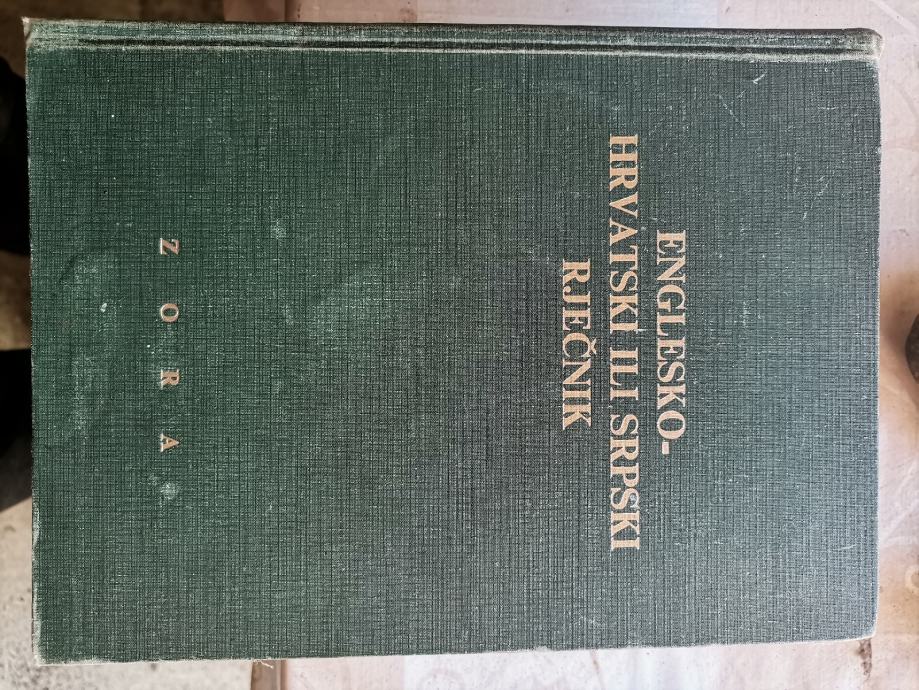 ENGLESKO-
HRVATSKI ILI SRPSKI
RJEČNIK
ZORA